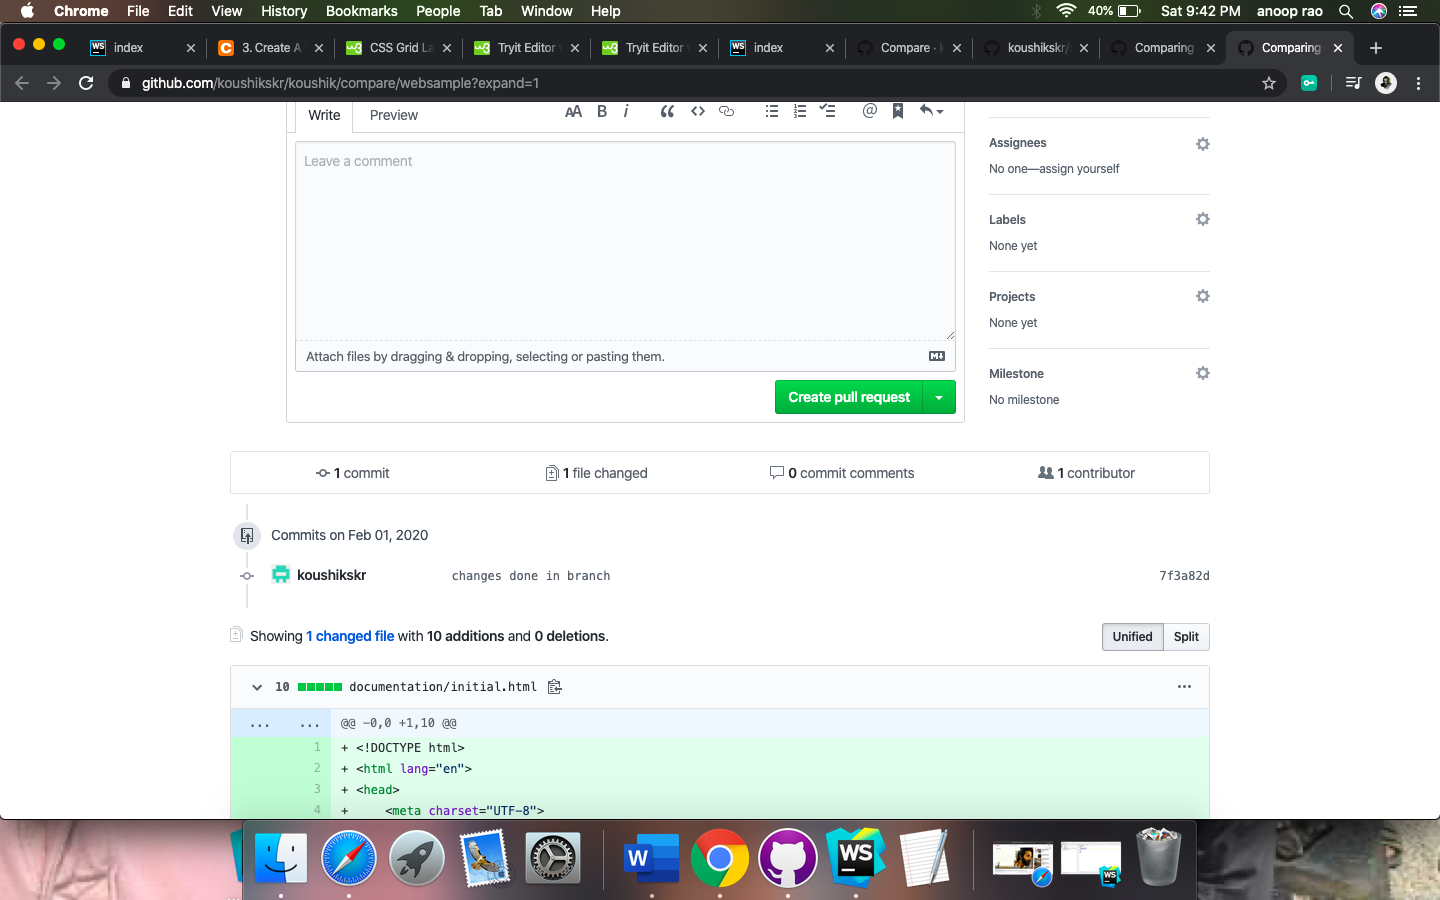 Chrome File Edit View History Bookmarks People Tab Window Help 40% Sat 9:42 PM anoop rao
WS index 3. Create A CSS Grid La Tryit Editor Tryit Editor WS index Compare · koushikskr/ Comparing Comparing
github.com/koushikskr/koushik/compare/websample?expand=1
Write Preview AA B i
Leave a comment
Attach files by dragging & dropping, selecting or pasting them.
Create pull request
Assignees
No one—assign yourself
Labels
None yet
Projects
None yet
Milestone
No milestone
1 commit 1 file changed 0 commit comments 1 contributor
Commits on Feb 01, 2020
koushikskr changes done in branch 7f3a82d
Showing 1 changed file with 10 additions and 0 deletions. Unified Split
10 documentation/initial.html ...
... ... @@ -0,0 +1,10 @@
1 + <!DOCTYPE html>
2 + <html lang="en">
3 + <head>
4 + <meta charset="UTF-8">
W WS WS